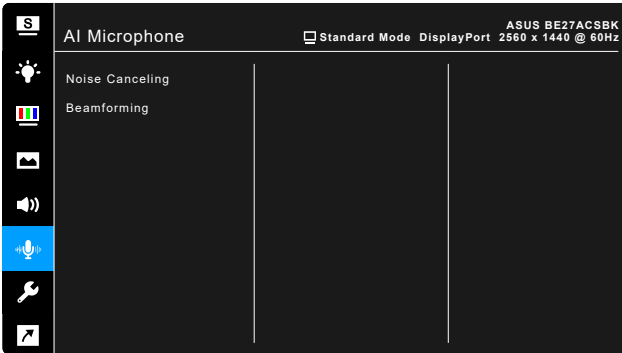 S
ASUS BE27ACSBK
AI Microphone
Standard Mode DisplayPort 2560 x 1440 @ 60Hz
Noise Canceling
Beamforming